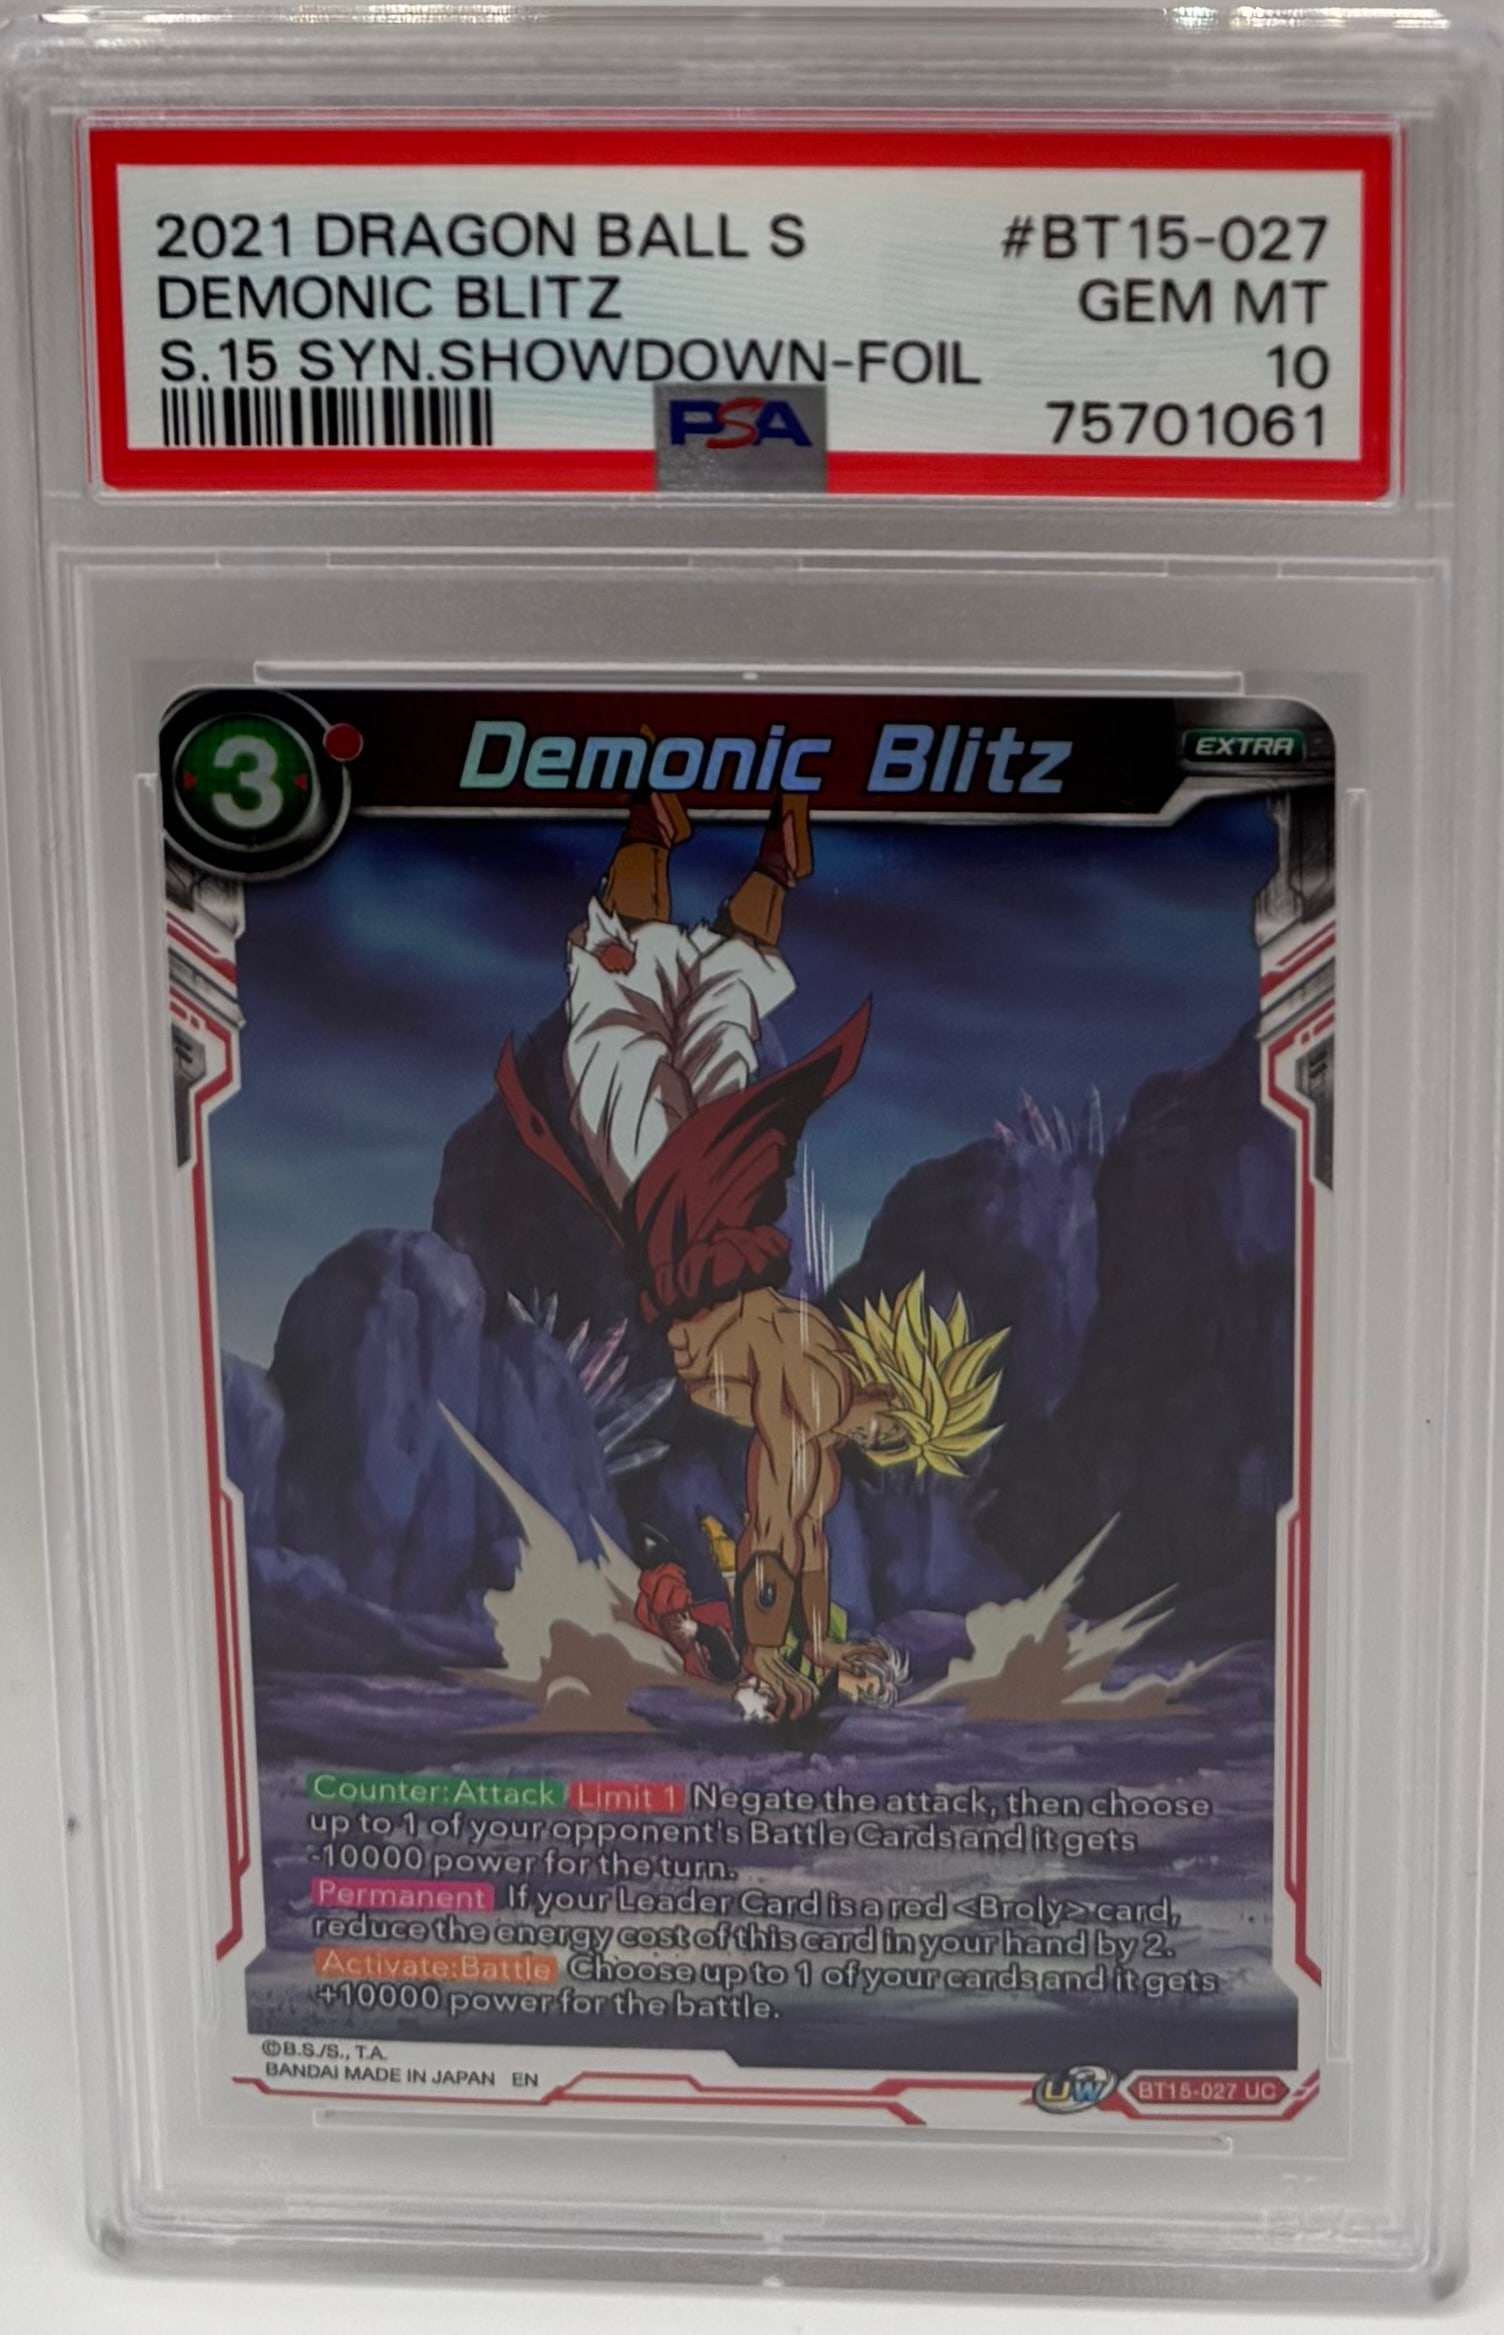 2021 DRAGON BALL S #BT15-027
DEMONIC BLITZ GEM MT
S.15 SYN.SHOWDOWN-FOIL 10
PSA 75701061
3 Demonic Blitz EXTRA
Counter:Attack Limit 1 Negate the attack, then choose
up to 1 of your opponent's Battle Cards and it gets
-10000 power for the turn.
Permanent If your Leader Card is a red <Broly> card,
reduce the energy cost of this card in your hand by 2.
Activate:Battle Choose up to 1 of your cards and it gets
+10000 power for the battle.
©B.S./S., T.A.
BANDAI MADE IN JAPAN EN
UW BT15-027 UC